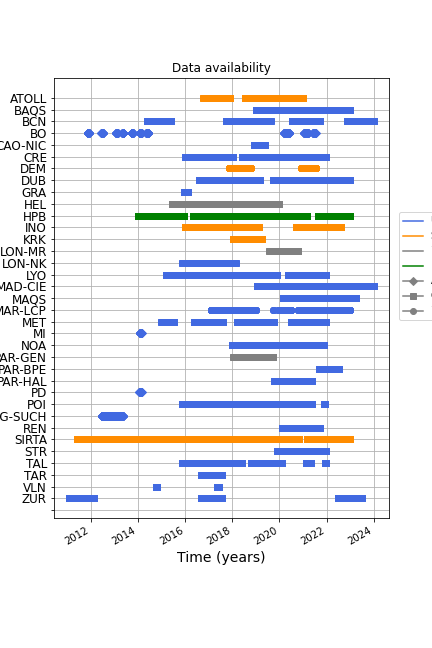 Data availability
ATOLL
BAQS
BCN
BO
CAO-NIC
CRE
DEM
DUB
GRA
HEL
HPB
INO
KRK
LON-MR
LON-NK
LYO
MAD-CIE
MAQS
MAR-LCP
MET
MI
NOA
PAR-GEN
PAR-BPE
PAR-HAL
PD
POI
G-SUCH
REN
SIRTA
STR
TAL
TAR
VLN
ZUR
2012 2014 2016 2018 2020 2022 2024
Time (years)